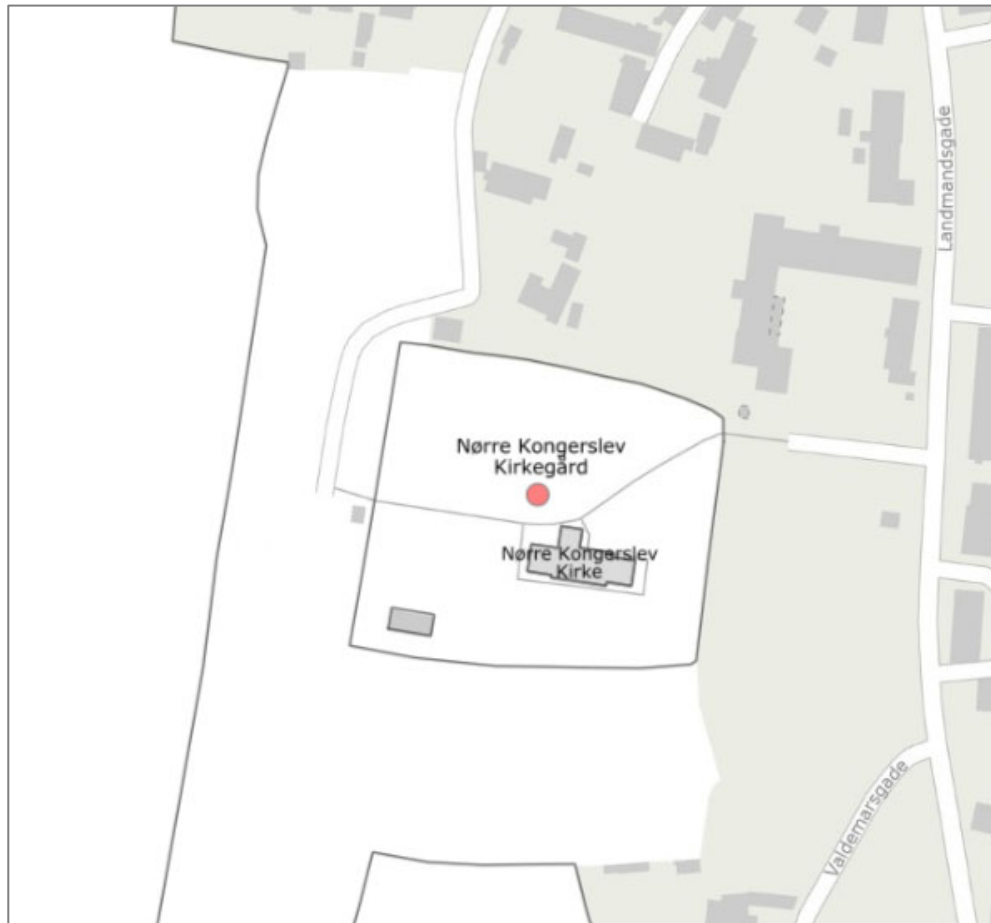 Landmandsgade
Nørre Kongerslev
Kirkegård
Nørre Kongerslev
Kirke
Valdemarsgade